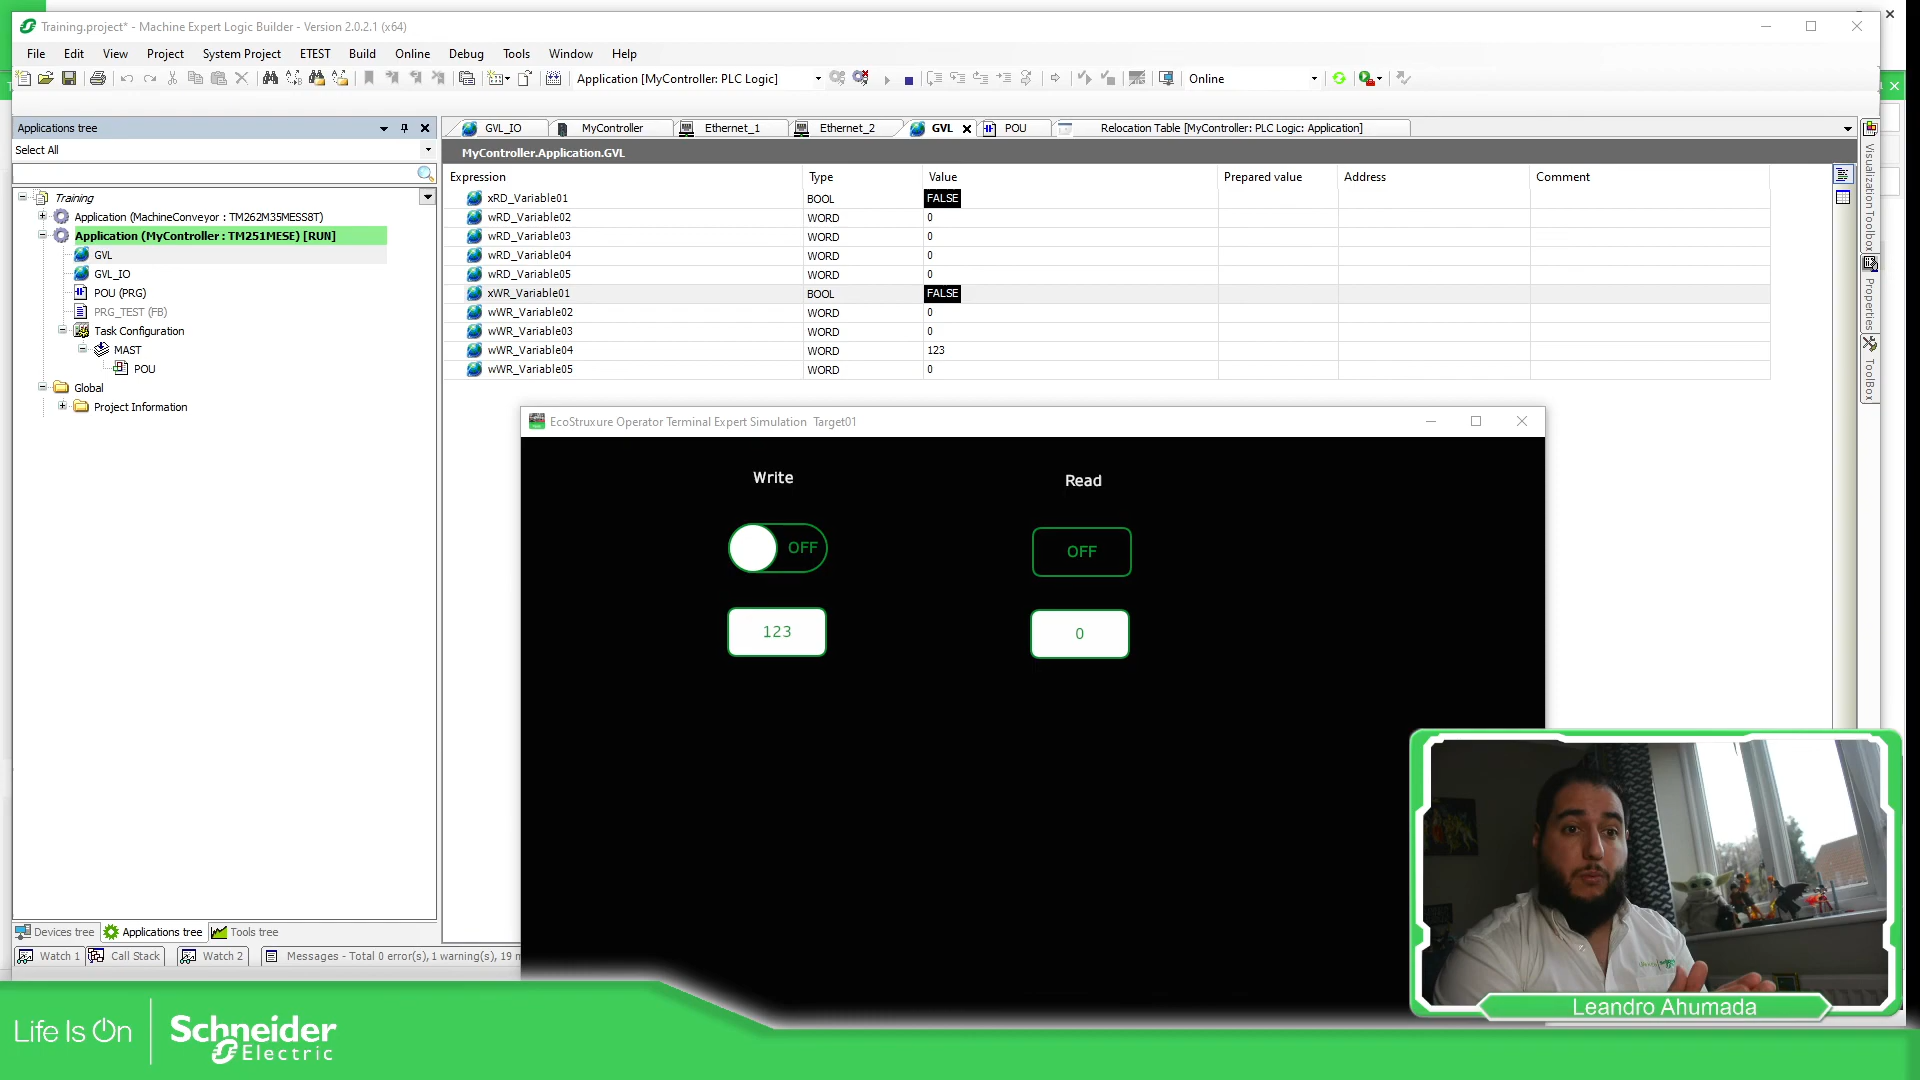 Training.project* - Machine Expert Logic Builder - Version 2.0.2.1 (x64)
File Edit View Project System Project ETEST Build Online Debug Tools Window Help
Application [MyController: PLC Logic] Online
Applications tree
Select All
Training
Application (MachineConveyor : TM262M35MESS8T)
Application (MyController : TM251MESE) [RUN]
GVL
GVL_IO
POU (PRG)
PRG_TEST (FB)
Task Configuration
MAST
POU
Global
Project Information
Devices tree Applications tree Tools tree
Watch 1 Call Stack Watch 2 Messages - Total 0 error(s), 1 warning(s), 19 m
GVL_IO MyController Ethernet_1 Ethernet_2 GVL POU Relocation Table [MyController: PLC Logic: Application]
MyController.Application.GVL
Expression Type Value Prepared value Address Comment
xRD_Variable01 BOOL FALSE
wRD_Variable02 WORD 0
wRD_Variable03 WORD 0
wRD_Variable04 WORD 0
wRD_Variable05 WORD 0
xWR_Variable01 BOOL FALSE
wWR_Variable02 WORD 0
wWR_Variable03 WORD 0
wWR_Variable04 WORD 123
wWR_Variable05 WORD 0
Visualization Toolbox
Properties
ToolBox
EcoStruxure Operator Terminal Expert Simulation Target01
Write Read
OFF OFF
123 0
Leandro Ahumada
Life Is On
Schneider
Electric